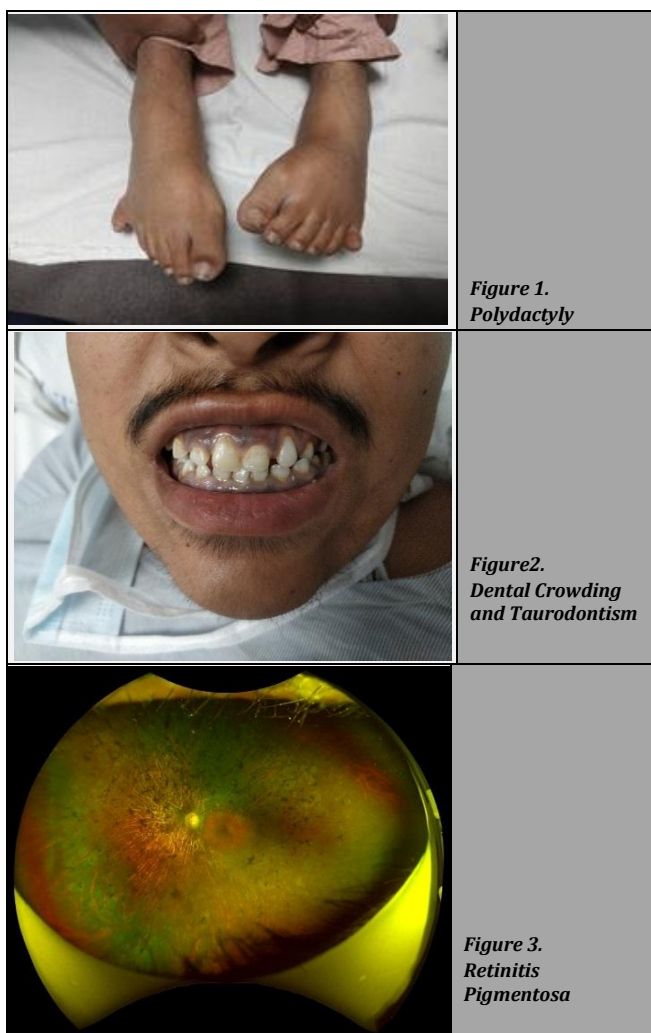 Figure 1.
Polydactyly
Figure2.
Dental Crowding
and Taurodontism
Figure 3.
Retinitis
Pigmentosa